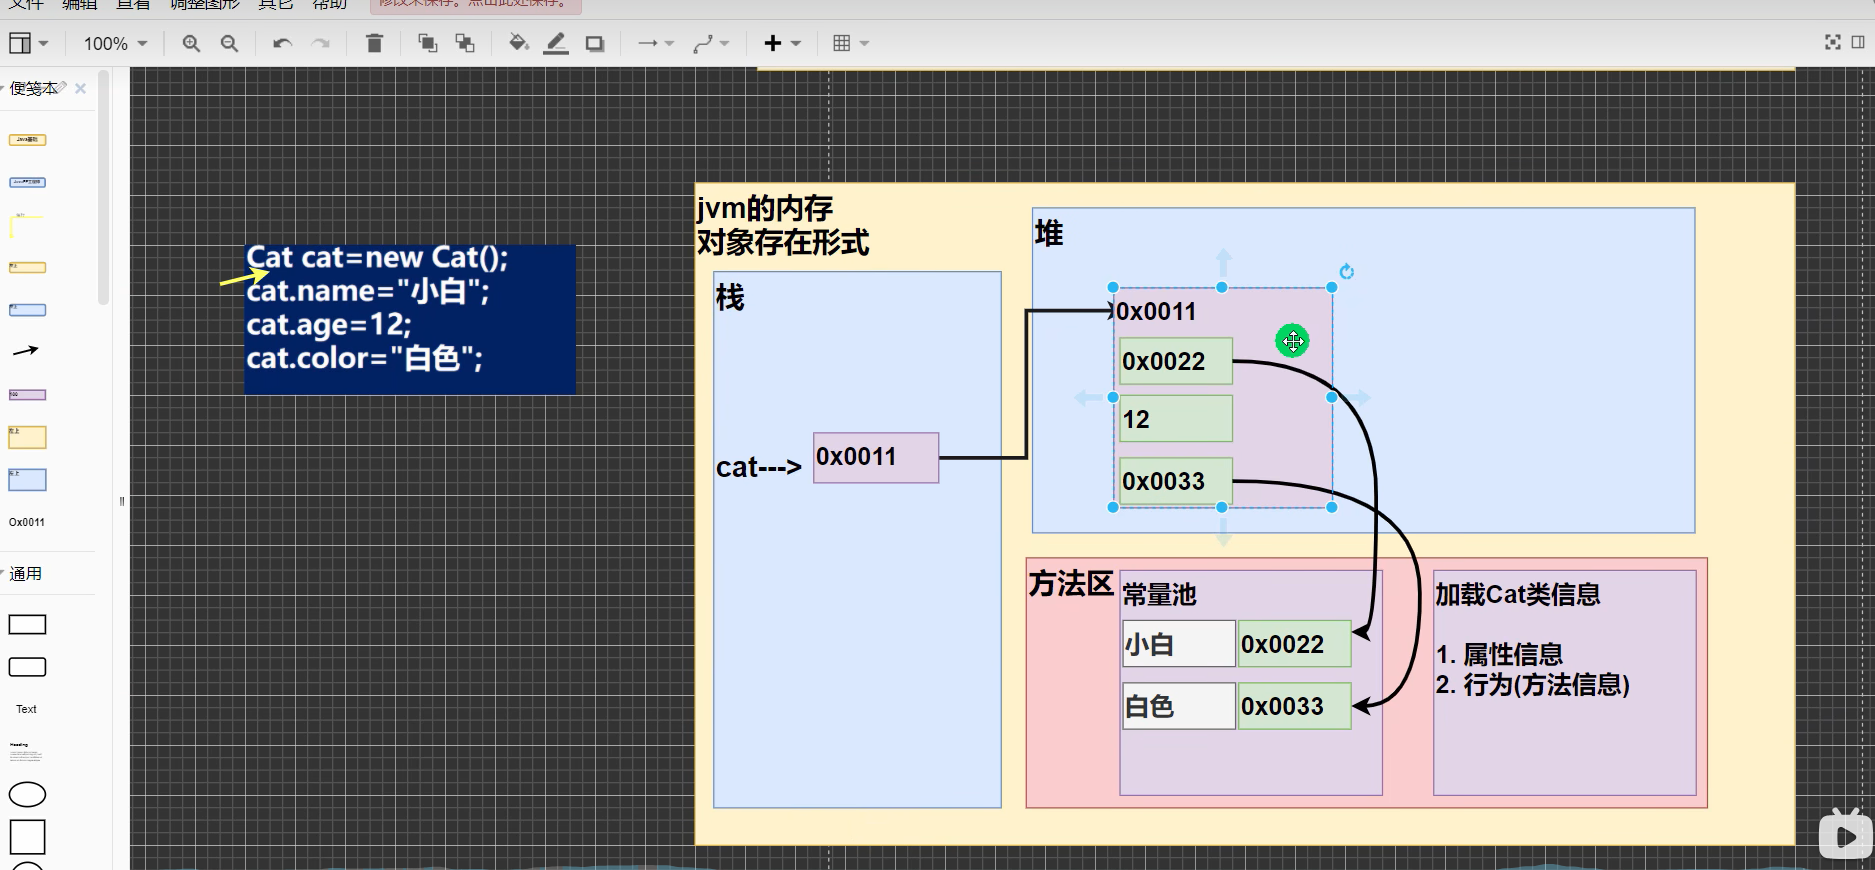 文件 编辑 查看 调整图形 其它 帮助 修改未保存。点击此处保存。
100%
便笺本
0x0011
通用
Text
Heading
Cat cat=new Cat();
cat.name="小白";
cat.age=12;
cat.color="白色";
jvm的内存
对象存在形式
栈
cat--->
0x0011
堆
0x0011
0x0022
12
0x0033
方法区
常量池
小白 0x0022
白色 0x0033
加载Cat类信息
1. 属性信息
2. 行为(方法信息)